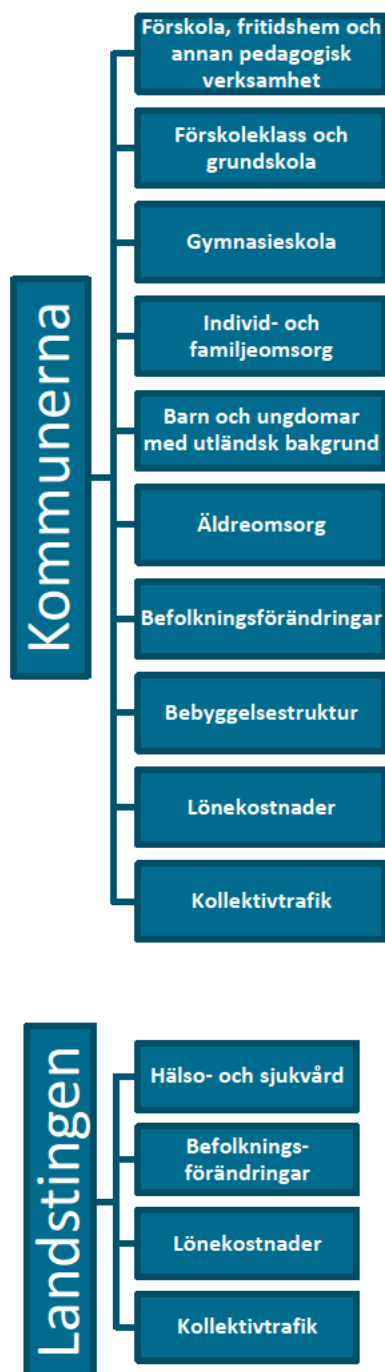 Kommunerna
Förskola, fritidshem och
annan pedagogisk
verksamhet
Förskoleklass och
grundskola
Gymnasieskola
Individ- och
familjeomsorg
Barn och ungdomar
med utländsk bakgrund
Äldreomsorg
Befolkningsförändringar
Bebyggelsestruktur
Lönekostnader
Kollektivtrafik
Landstingen
Hälso- och sjukvård
Befolknings-
förändringar
Lönekostnader
Kollektivtrafik